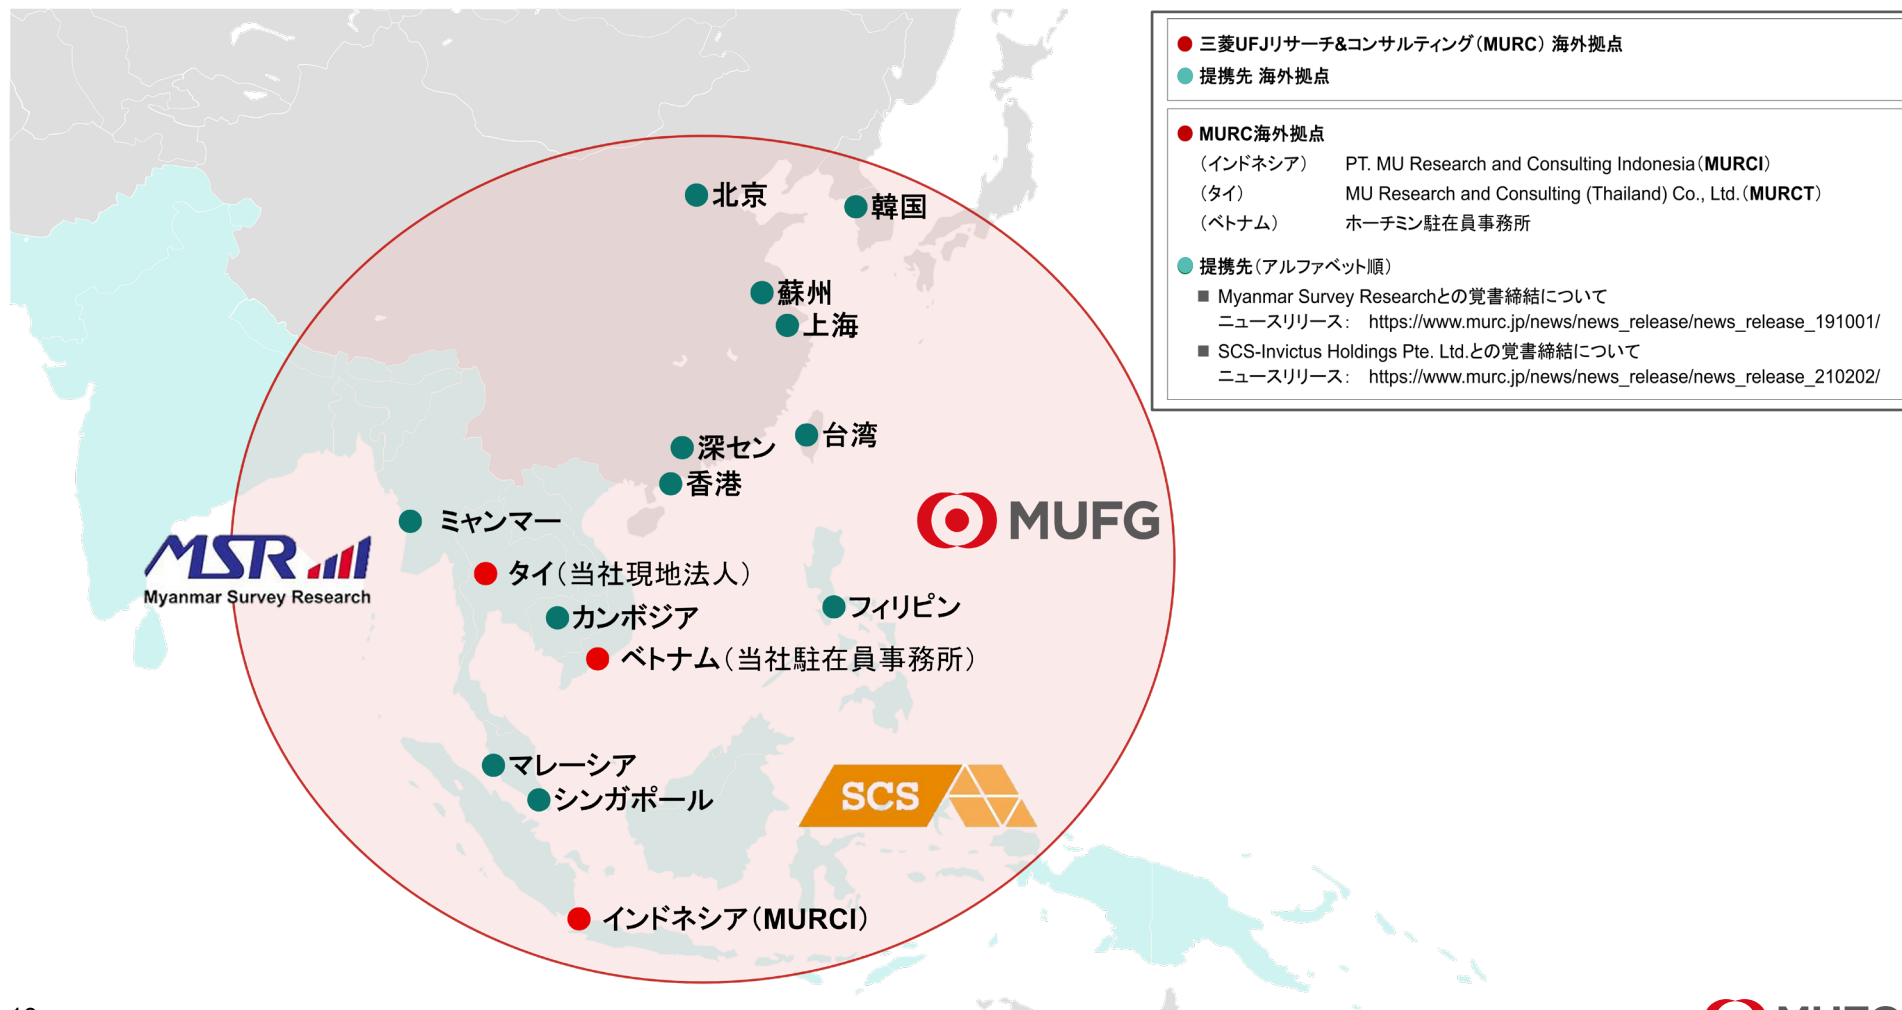 ● 三菱UFJリサーチ&コンサルティング（MURC） 海外拠点
● 提携先 海外拠点
● MURC海外拠点
（インドネシア） PT. MU Research and Consulting Indonesia（MURCI）
（タイ） MU Research and Consulting (Thailand) Co., Ltd.（MURCT）
（ベトナム） ホーチミン駐在員事務所
● 提携先（アルファベット順）
■ Myanmar Survey Researchとの覚書締結について
ニュースリリース： https://www.murc.jp/news/news_release/news_release_191001/
■ SCS-Invictus Holdings Pte. Ltd.との覚書締結について
ニュースリリース： https://www.murc.jp/news/news_release/news_release_210202/
北京
韓国
蘇州
上海
台湾
深セン
香港
MUFG
ミャンマー
MSR
Myanmar Survey Research
タイ（当社現地法人）
カンボジア
フィリピン
ベトナム（当社駐在員事務所）
マレーシア
シンガポール
SCS
インドネシア（MURCI）